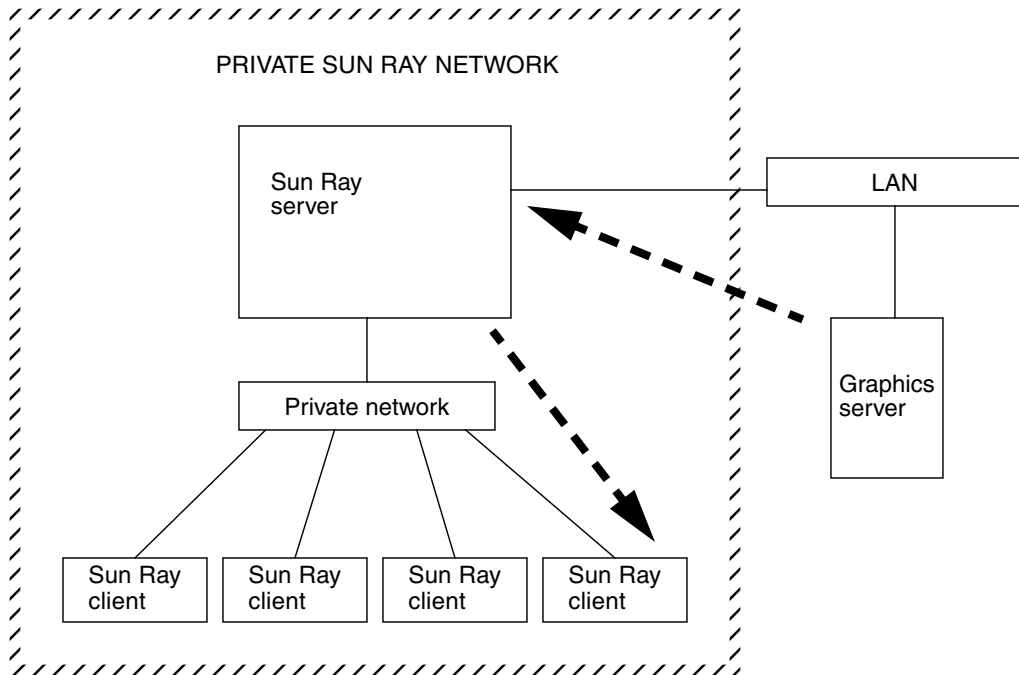 PRIVATE SUN RAY NETWORK
Sun Ray
server
LAN
Graphics
server
Private network
Sun Ray
client
Sun Ray
client
Sun Ray
client
Sun Ray
client